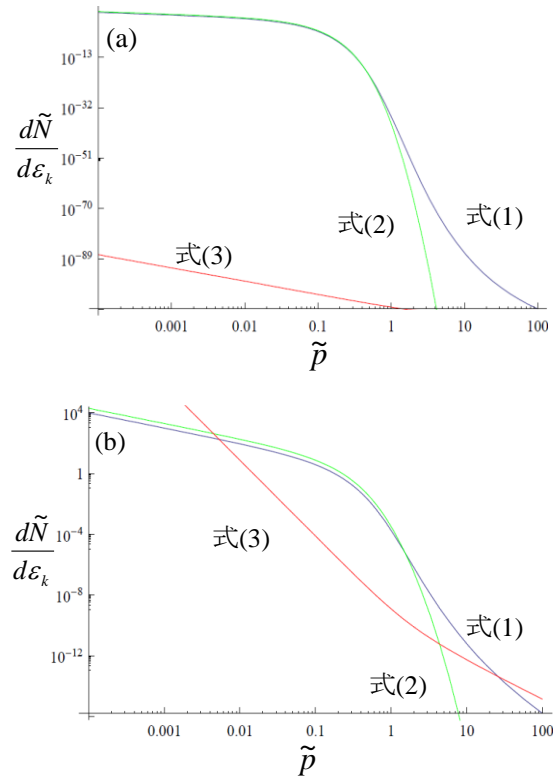 (a)
10^{-13}
10^{-32}
10^{-51}
10^{-70}
10^{-89}
dÑ/dε_k
式(1)
式(2)
式(3)
0.001 0.01 0.1 1 10 100
p̃
(b)
10^4
1
10^{-4}
10^{-8}
10^{-12}
dÑ/dε_k
式(3)
式(1)
式(2)
0.001 0.01 0.1 1 10 100
p̃